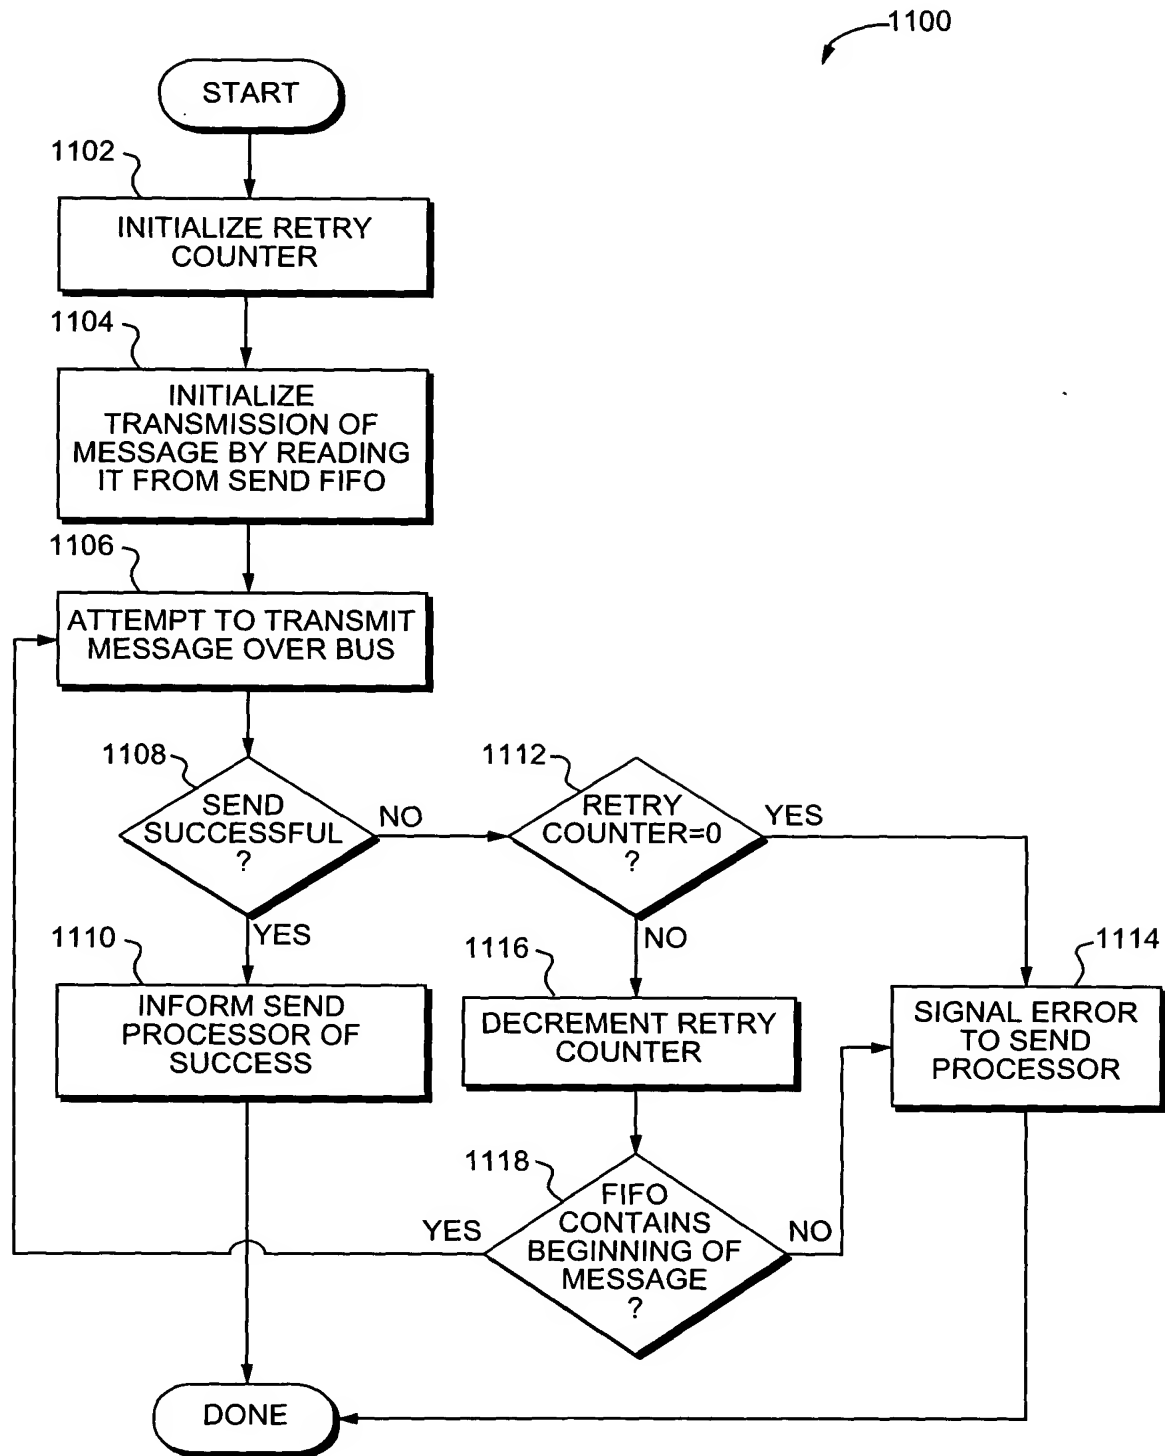 1100
START
1102
INITIALIZE RETRY
COUNTER
1104
INITIALIZE
TRANSMISSION OF
MESSAGE BY READING
IT FROM SEND FIFO
1106
ATTEMPT TO TRANSMIT
MESSAGE OVER BUS
1108
SEND
SUCCESSFUL
?
NO
YES
1112
RETRY
COUNTER=0
?
YES
NO
1110
INFORM SEND
PROCESSOR OF
SUCCESS
1116
DECREMENT RETRY
COUNTER
1114
SIGNAL ERROR
TO SEND
PROCESSOR
1118
FIFO
CONTAINS
BEGINNING OF
MESSAGE
?
YES
NO
DONE